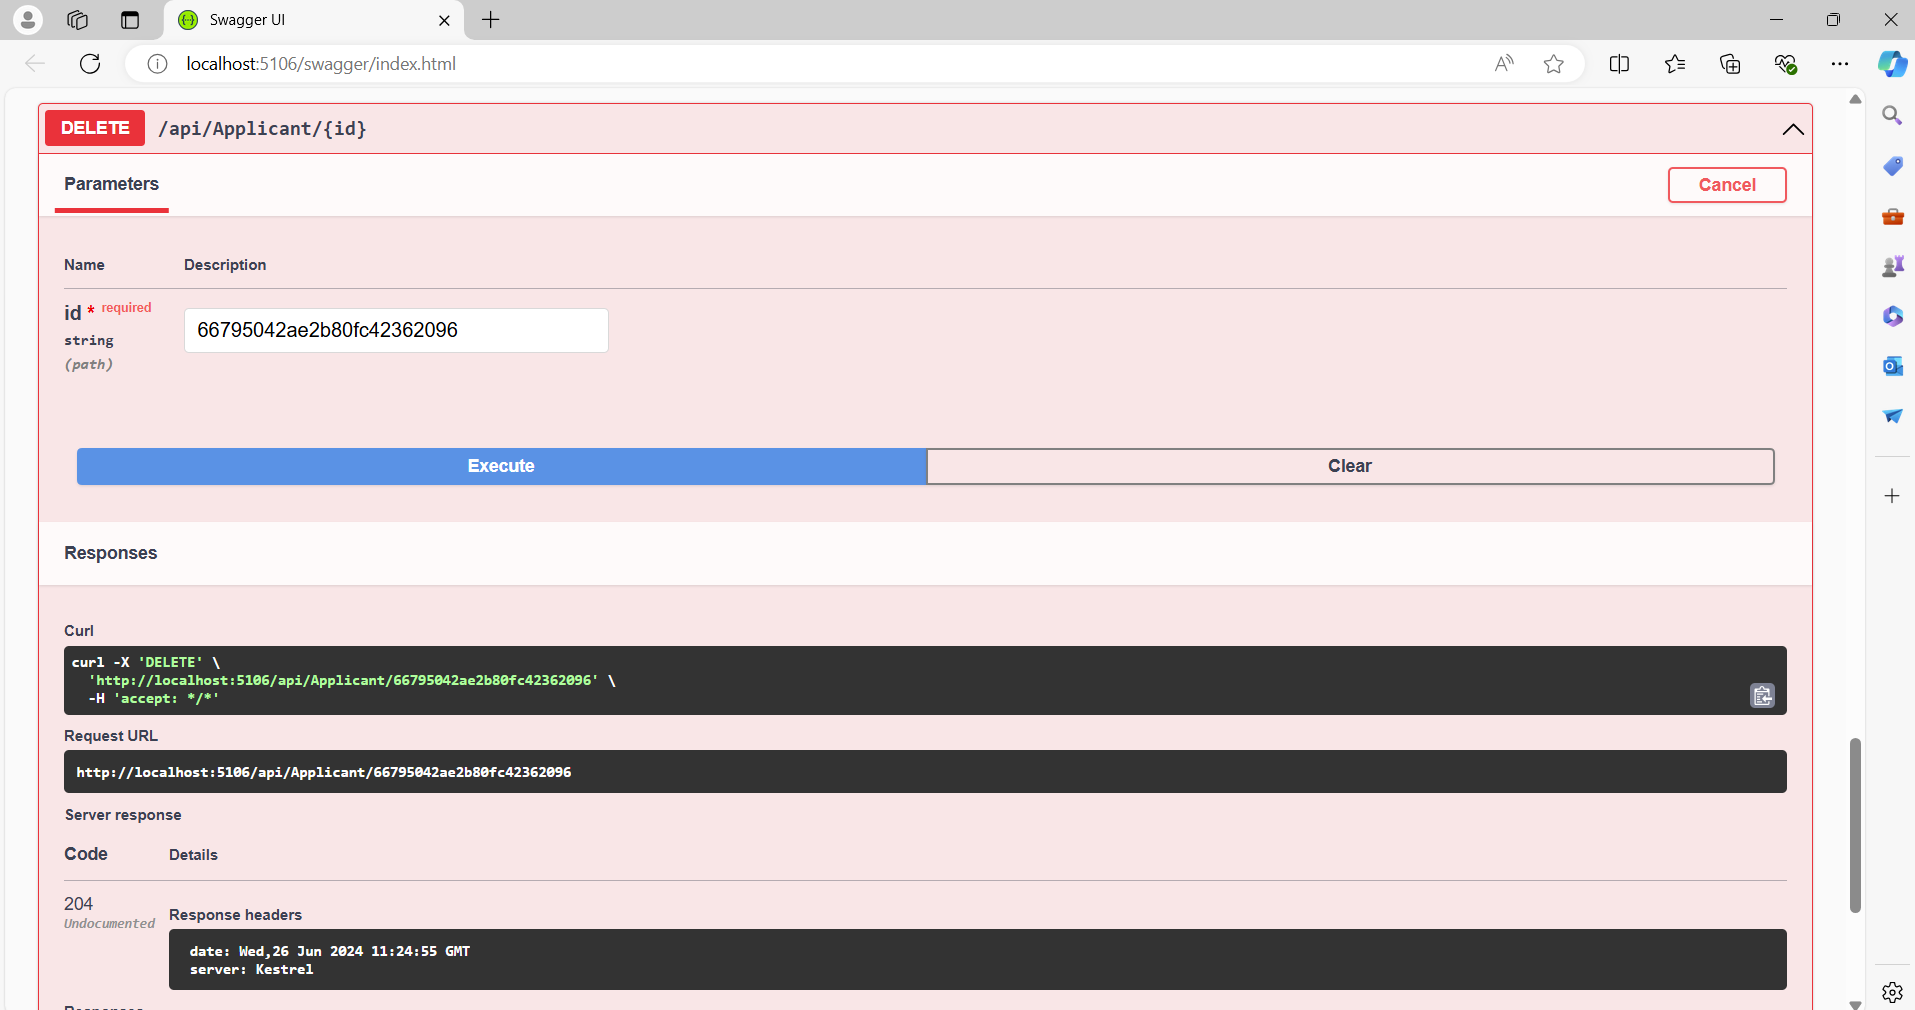 Swagger UI
localhost:5106/swagger/index.html
DELETE /api/Applicant/{id}
Parameters
Cancel
Name Description
id * required
string
(path)
66795042ae2b80fc42362096
Execute Clear
Responses
Curl
curl -X 'DELETE' \
'http://localhost:5106/api/Applicant/66795042ae2b80fc42362096' \
-H 'accept: */*'
Request URL
http://localhost:5106/api/Applicant/66795042ae2b80fc42362096
Server response
Code Details
204
Undocumented
Response headers
date: Wed,26 Jun 2024 11:24:55 GMT
server: Kestrel